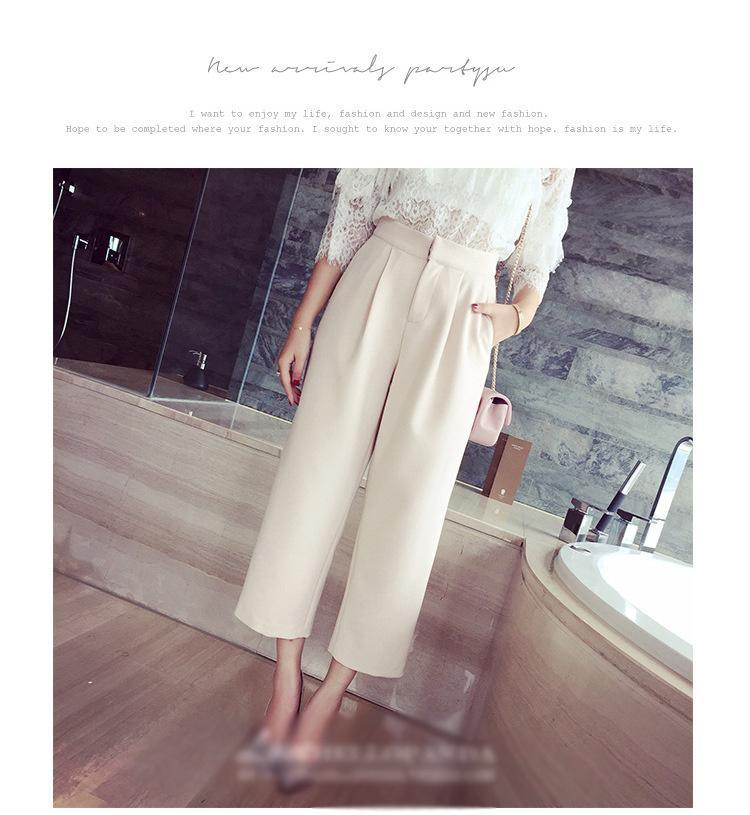 New arrivals partysu
I want to enjoy my life, fashion and design and new fashion.
Hope to be completed where your fashion. I sought to know your together with hope. fashion is my life.